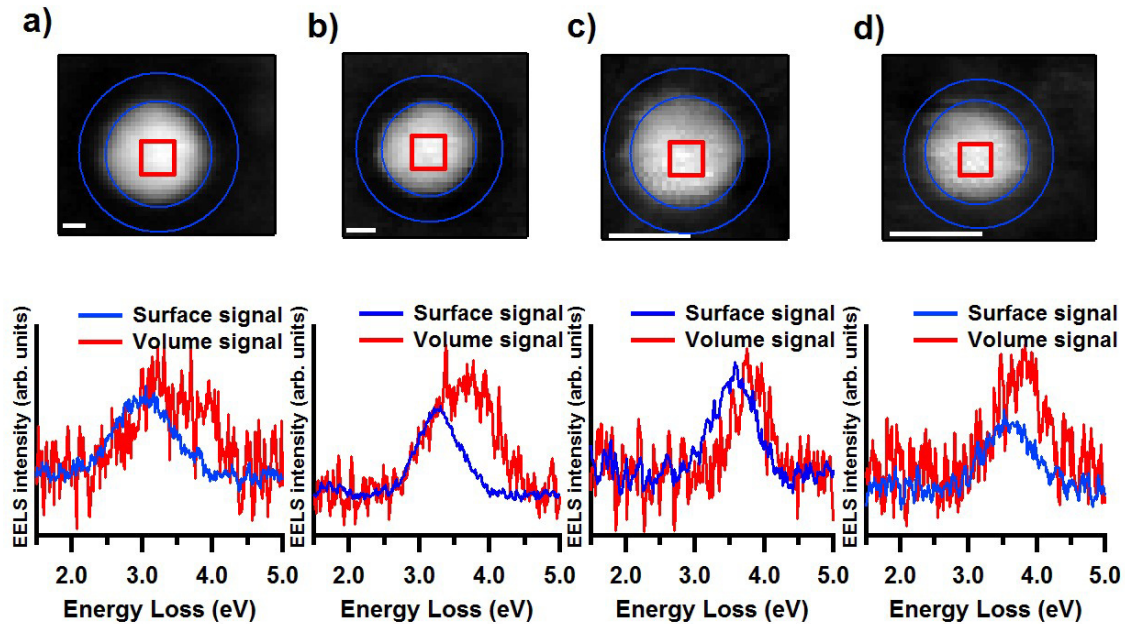 a) b) c) d)
Surface signal Surface signal Surface signal Surface signal
Volume signal Volume signal Volume signal Volume signal
EELS intensity (arb. units) EELS intensity (arb. units) EELS intensity (arb. units) EELS intensity (arb. units)
2.0 3.0 4.0 5.0 2.0 3.0 4.0 5.0 2.0 3.0 4.0 5.0 2.0 3.0 4.0 5.0
Energy Loss (eV) Energy Loss (eV) Energy Loss (eV) Energy Loss (eV)